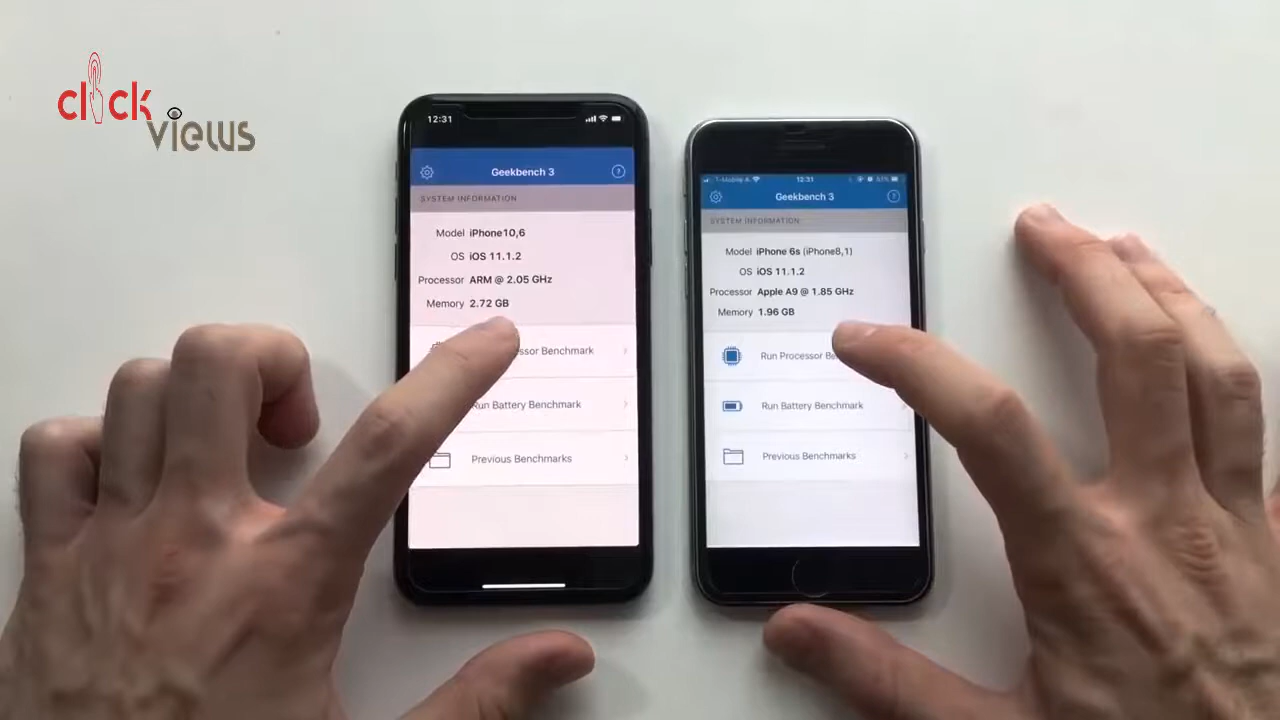 click
views
12:31
Geekbench 3
SYSTEM INFORMATION
Model iPhone10,6
OS iOS 11.1.2
Processor ARM @ 2.05 GHz
Memory 2.72 GB
ssor Benchmark
Run Battery Benchmark
Previous Benchmarks
T-Mobile 12:31
Geekbench 3
SYSTEM INFORMATION
Model iPhone 6s (iPhone8,1)
OS iOS 11.1.2
Processor Apple A9 @ 1.85 GHz
Memory 1.96 GB
Run Processor Be
Run Battery Benchmark
Previous Benchmarks